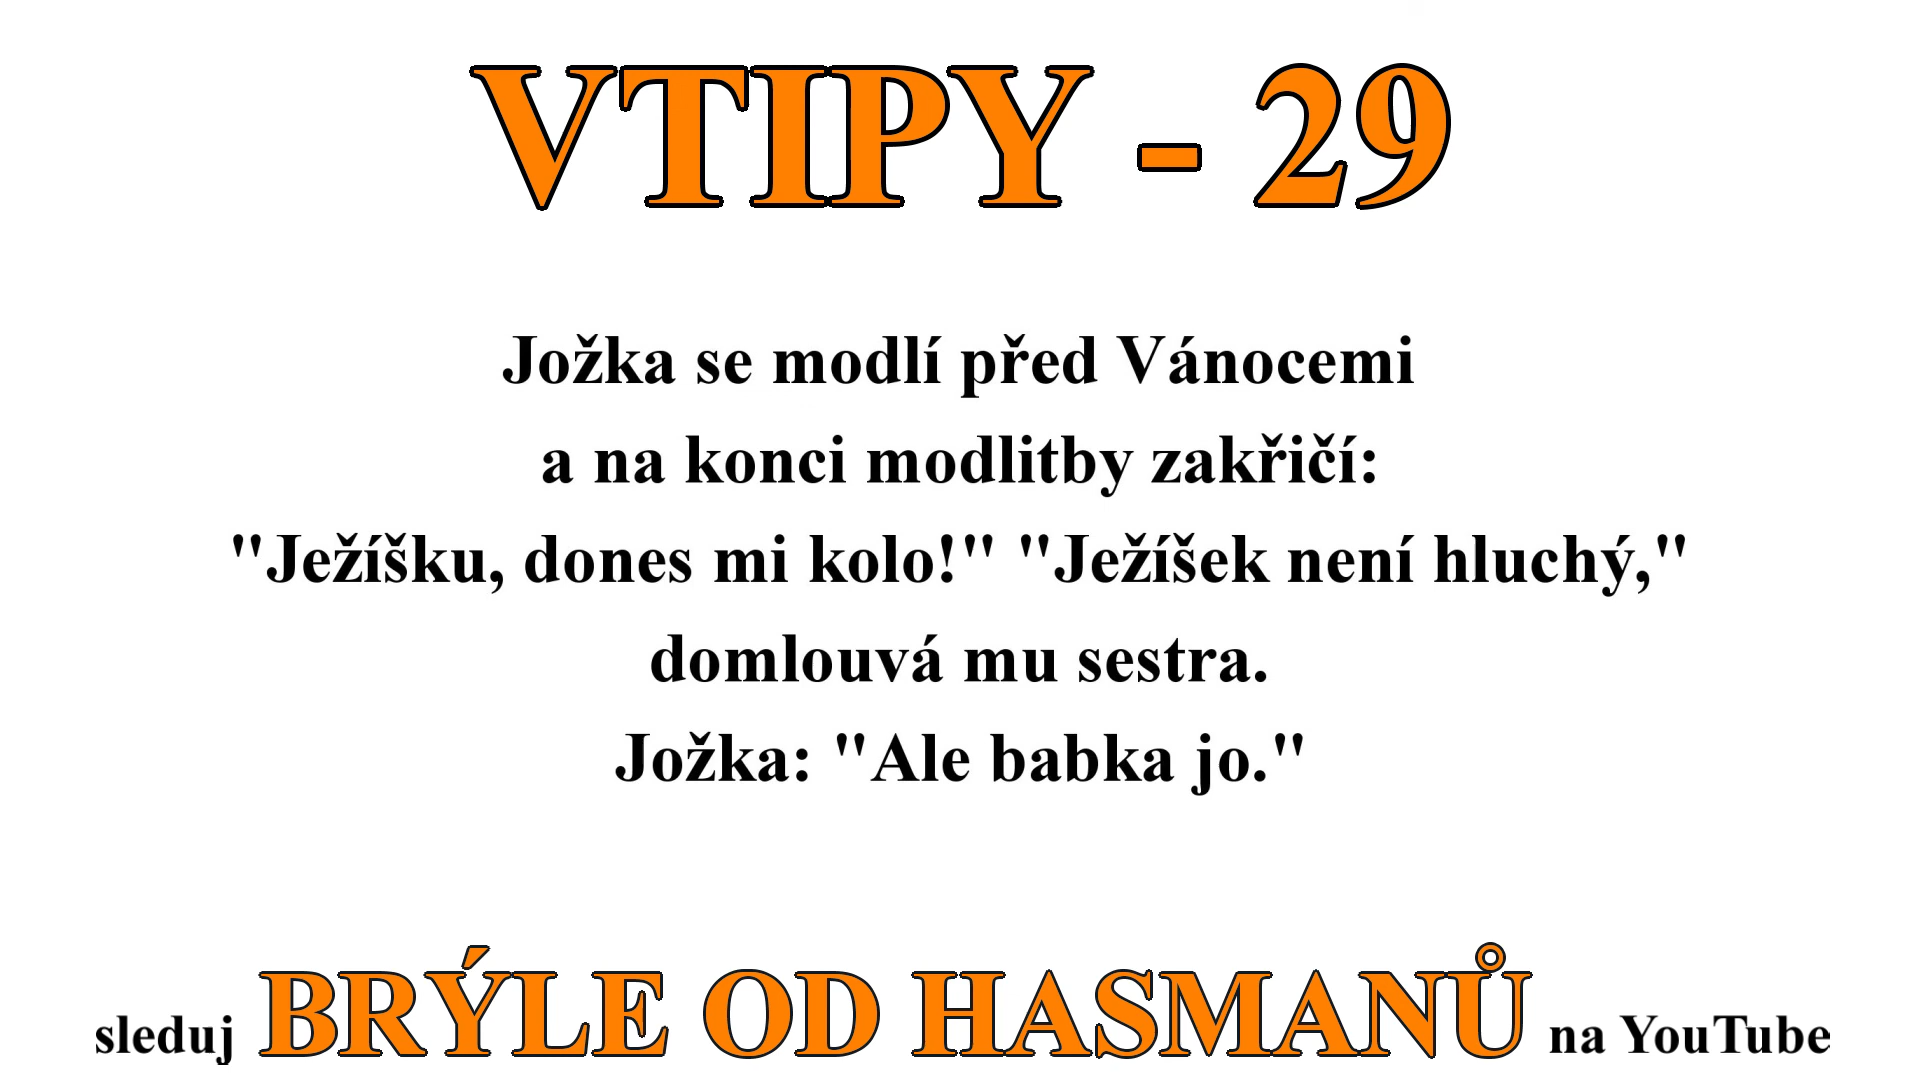 VTIPY - 29
Jožka se modlí před Vánocemi
a na konci modlitby zakřičí:
"Ježíšku, dones mi kolo!" "Ježíšek není hluchý,"
domlouvá mu sestra.
Jožka: "Ale babka jo."
sleduj BRÝLE OD HASMANŮ na YouTube